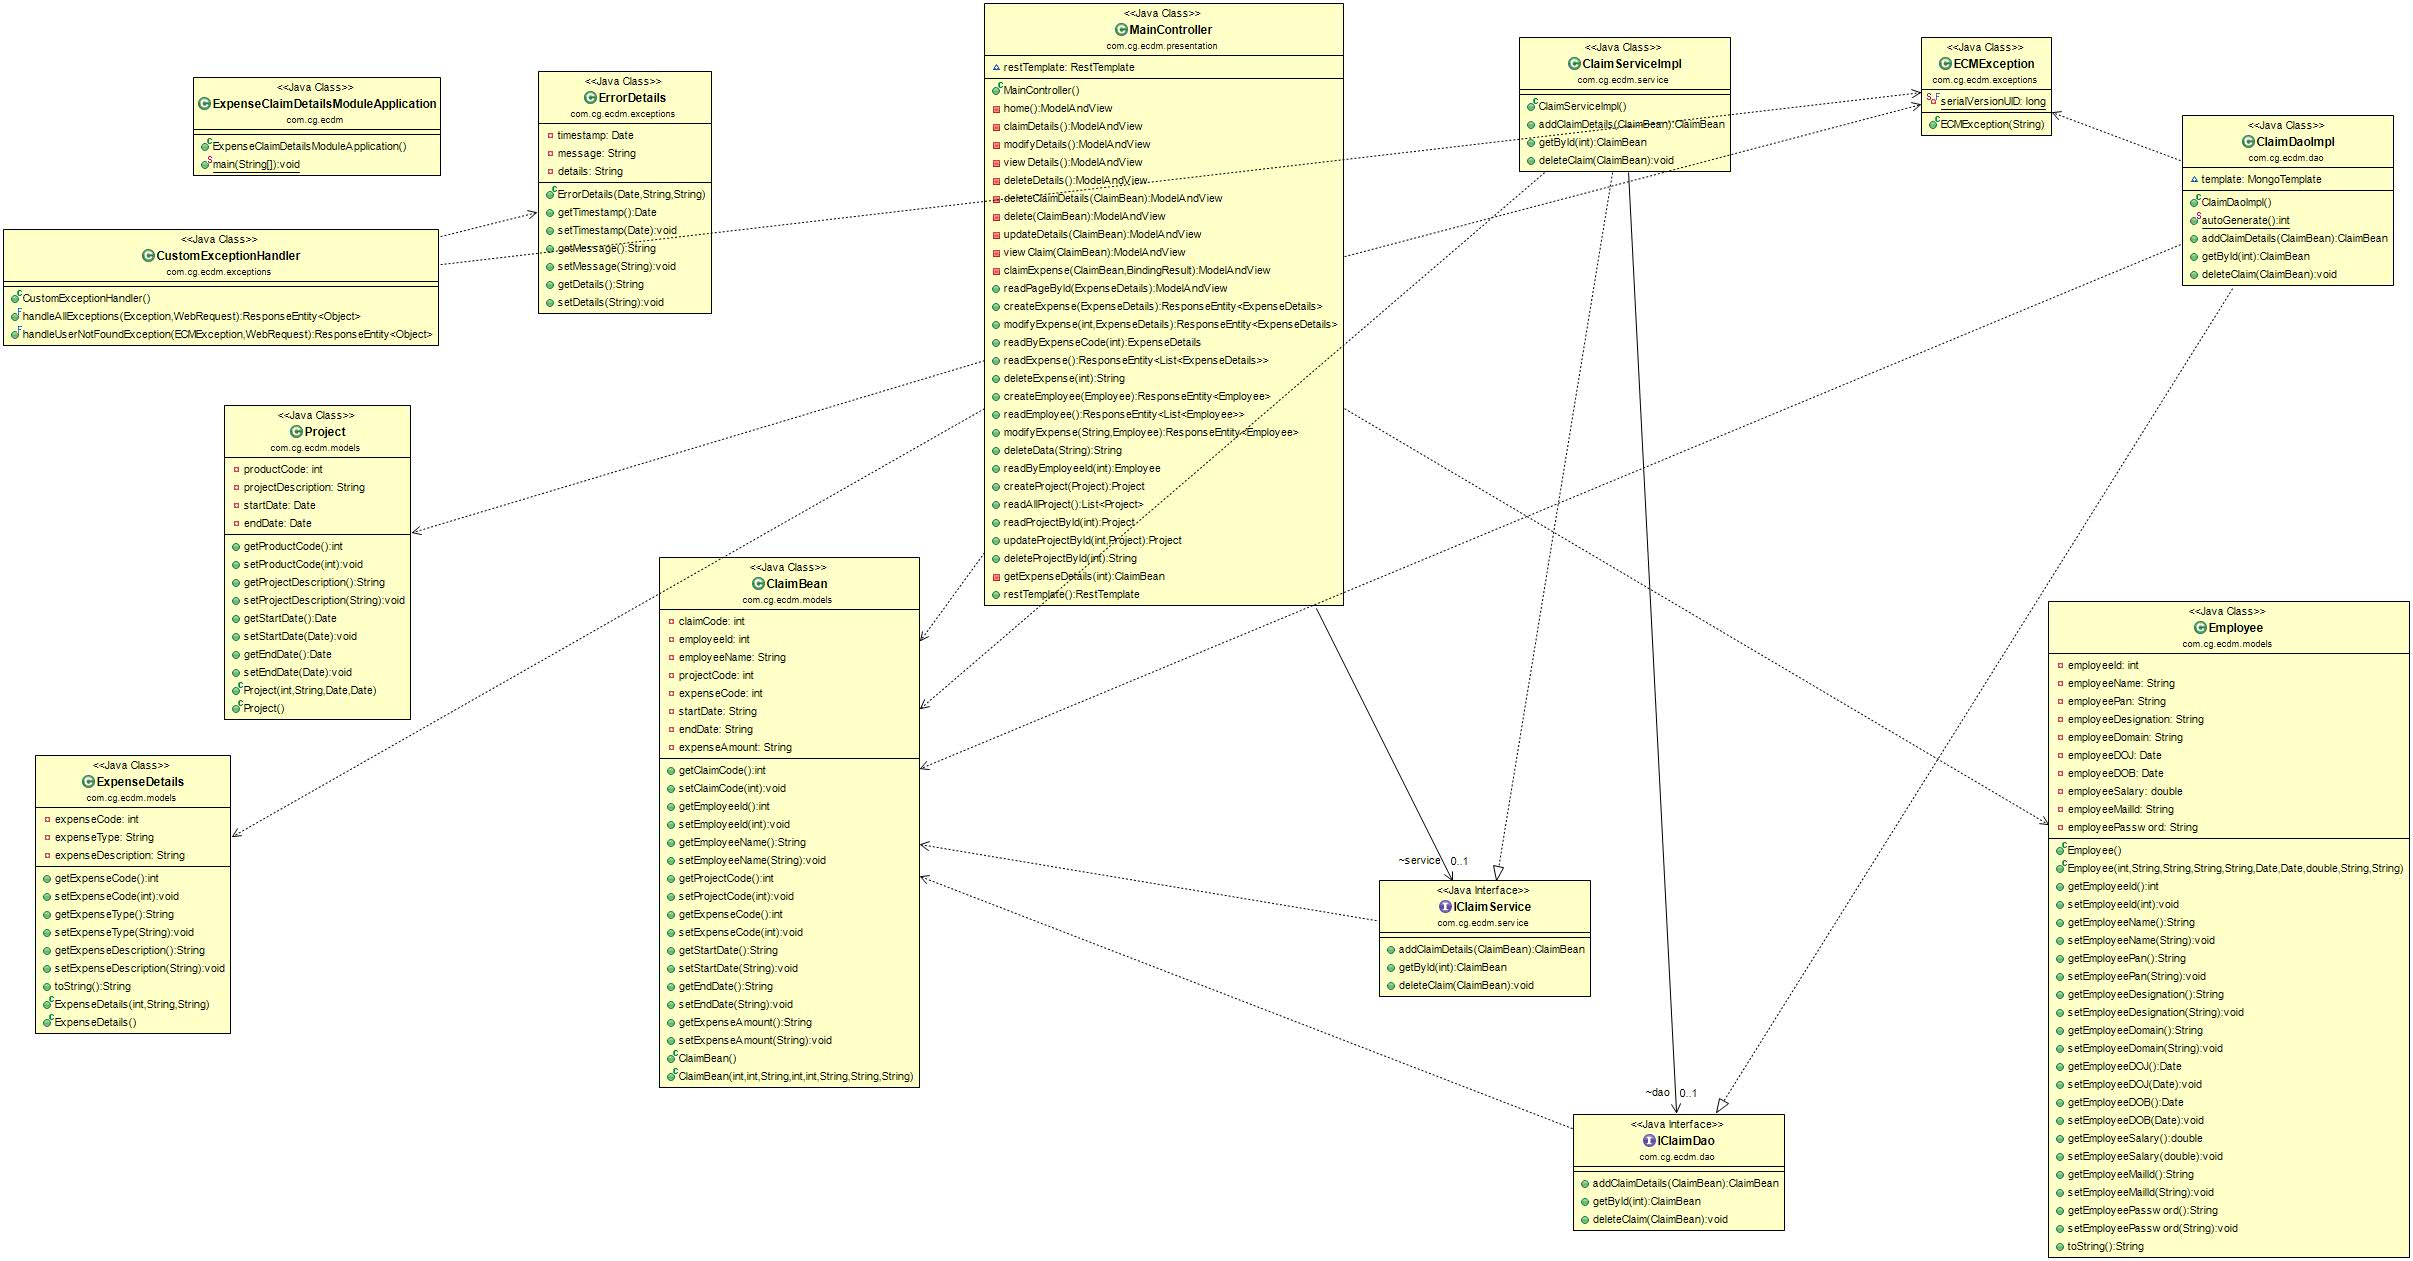 <<Java Class>>
ExpenseClaimDetailsModuleApplication
com.cg.ecdm
ExpenseClaimDetailsModuleApplication()
main(String[]):void
<<Java Class>>
ErrorDetails
com.cg.ecdm.exceptions
timestamp: Date
message: String
details: String
ErrorDetails(Date,String,String)
getTimestamp():Date
setTimestamp(Date):void
getMessage():String
setMessage(String):void
getDetails():String
setDetails(String):void
<<Java Class>>
MainController
com.cg.ecdm.presentation
restTemplate: RestTemplate
MainController()
home():ModelAndView
claimDetails():ModelAndView
modifyDetails():ModelAndView
viewDetails():ModelAndView
deleteDetails():ModelAndView
deleteClaimDetails(ClaimBean):ModelAndView
delete(ClaimBean):ModelAndView
updateDetails(ClaimBean):ModelAndView
viewClaim(ClaimBean):ModelAndView
claimExpense(ClaimBean,BindingResult):ModelAndView
readPageById(ExpenseDetails):ModelAndView
createExpense(ExpenseDetails):ResponseEntity<ExpenseDetails>
modifyExpense(int,ExpenseDetails):ResponseEntity<ExpenseDetails>
readByExpenseCode(int):ExpenseDetails
readExpense():ResponseEntity<List<ExpenseDetails>>
deleteExpense(int):String
createEmployee(Employee):ResponseEntity<Employee>
readEmployee():ResponseEntity<List<Employee>>
modifyExpense(String,Employee):ResponseEntity<Employee>
deleteData(String):String
readByEmployeeId(int):Employee
createProject(Project):Project
readAllProject():List<Project>
readProjectById(int):Project
updateProjectById(int,Project):Project
deleteProjectById(int):String
getExpenseDetails(int):ClaimBean
restTemplate():RestTemplate
<<Java Class>>
ClaimServiceImpl
com.cg.ecdm.service
ClaimServiceImpl()
addClaimDetails(ClaimBean):ClaimBean
getById(int):ClaimBean
deleteClaim(ClaimBean):void
<<Java Class>>
ECMException
com.cg.ecdm.exceptions
serialVersionUID: long
ECMException(String)
<<Java Class>>
ClaimDaoImpl
com.cg.ecdm.dao
template: MongoTemplate
ClaimDaoImpl()
autoGenerate():int
addClaimDetails(ClaimBean):ClaimBean
getById(int):ClaimBean
deleteClaim(ClaimBean):void
<<Java Class>>
CustomExceptionHandler
com.cg.ecdm.exceptions
CustomExceptionHandler()
handleAllExceptions(Exception,WebRequest):ResponseEntity<Object>
handleUserNotFoundException(ECMException,WebRequest):ResponseEntity<Object>
<<Java Class>>
Project
com.cg.ecdm.models
productCode: int
projectDescription: String
startDate: Date
endDate: Date
getProductCode():int
setProductCode(int):void
getProjectDescription():String
setProjectDescription(String):void
getStartDate():Date
setStartDate(Date):void
getEndDate():Date
setEndDate(Date):void
Project(int,String,Date,Date)
Project()
<<Java Class>>
ClaimBean
com.cg.ecdm.models
claimCode: int
employeeId: int
employeeName: String
projectCode: int
expenseCode: int
startDate: String
endDate: String
expenseAmount: String
getClaimCode():int
setClaimCode(int):void
getEmployeeId():int
setEmployeeId(int):void
getEmployeeName():String
setEmployeeName(String):void
getProjectCode():int
setProjectCode(int):void
getExpenseCode():int
setExpenseCode(int):void
getStartDate():String
setStartDate(String):void
getEndDate():String
setEndDate(String):void
getExpenseAmount():String
setExpenseAmount(String):void
ClaimBean()
ClaimBean(int,int,String,int,int,String,String,String)
<<Java Class>>
ExpenseDetails
com.cg.ecdm.models
expenseCode: int
expenseType: String
expenseDescription: String
getExpenseCode():int
setExpenseCode(int):void
getExpenseType():String
setExpenseType(String):void
getExpenseDescription():String
setExpenseDescription(String):void
toString():String
ExpenseDetails(int,String,String)
ExpenseDetails()
~service 0..1
<<Java Interface>>
IClaimService
com.cg.ecdm.service
addClaimDetails(ClaimBean):ClaimBean
getById(int):ClaimBean
deleteClaim(ClaimBean):void
~dao 0..1
<<Java Interface>>
IClaimDao
com.cg.ecdm.dao
addClaimDetails(ClaimBean):ClaimBean
getById(int):ClaimBean
deleteClaim(ClaimBean):void
<<Java Class>>
Employee
com.cg.ecdm.models
employeeId: int
employeeName: String
employeePan: String
employeeDesignation: String
employeeDomain: String
employeeDOJ: Date
employeeDOB: Date
employeeSalary: double
employeeMailId: String
employeePassword: String
Employee()
Employee(int,String,String,String,String,Date,Date,double,String,String)
getEmployeeId():int
setEmployeeId(int):void
getEmployeeName():String
setEmployeeName(String):void
getEmployeePan():String
setEmployeePan(String):void
getEmployeeDesignation():String
setEmployeeDesignation(String):void
getEmployeeDomain():String
setEmployeeDomain(String):void
getEmployeeDOJ():Date
setEmployeeDOJ(Date):void
getEmployeeDOB():Date
setEmployeeDOB(Date):void
getEmployeeSalary():double
setEmployeeSalary(double):void
getEmployeeMailId():String
setEmployeeMailId(String):void
getEmployeePassword():String
setEmployeePassword(String):void
toString():String